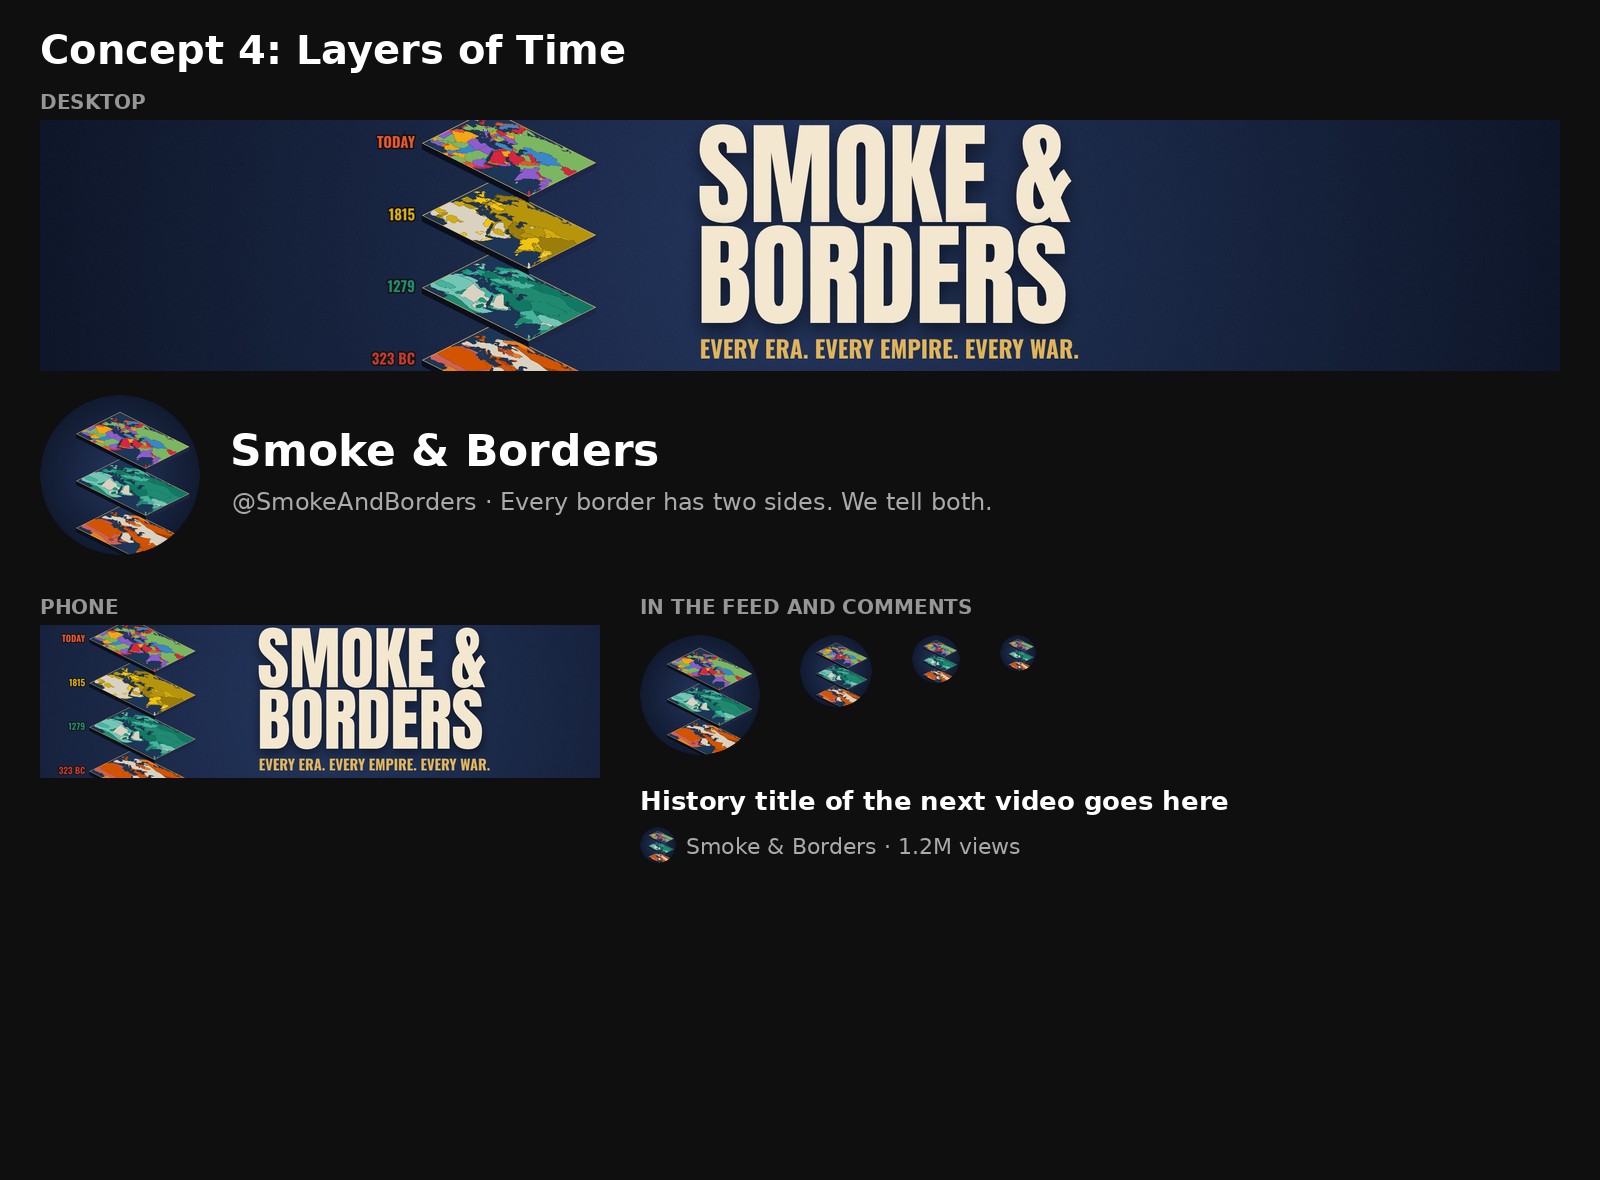 Concept 4: Layers of Time
DESKTOP
TODAY
1815
1279
323 BC
SMOKE &
BORDERS
EVERY ERA. EVERY EMPIRE. EVERY WAR.
Smoke & Borders
@SmokeAndBorders · Every border has two sides. We tell both.
PHONE
TODAY
1815
1279
323 BC
SMOKE &
BORDERS
EVERY ERA. EVERY EMPIRE. EVERY WAR.
IN THE FEED AND COMMENTS
History title of the next video goes here
Smoke & Borders · 1.2M views